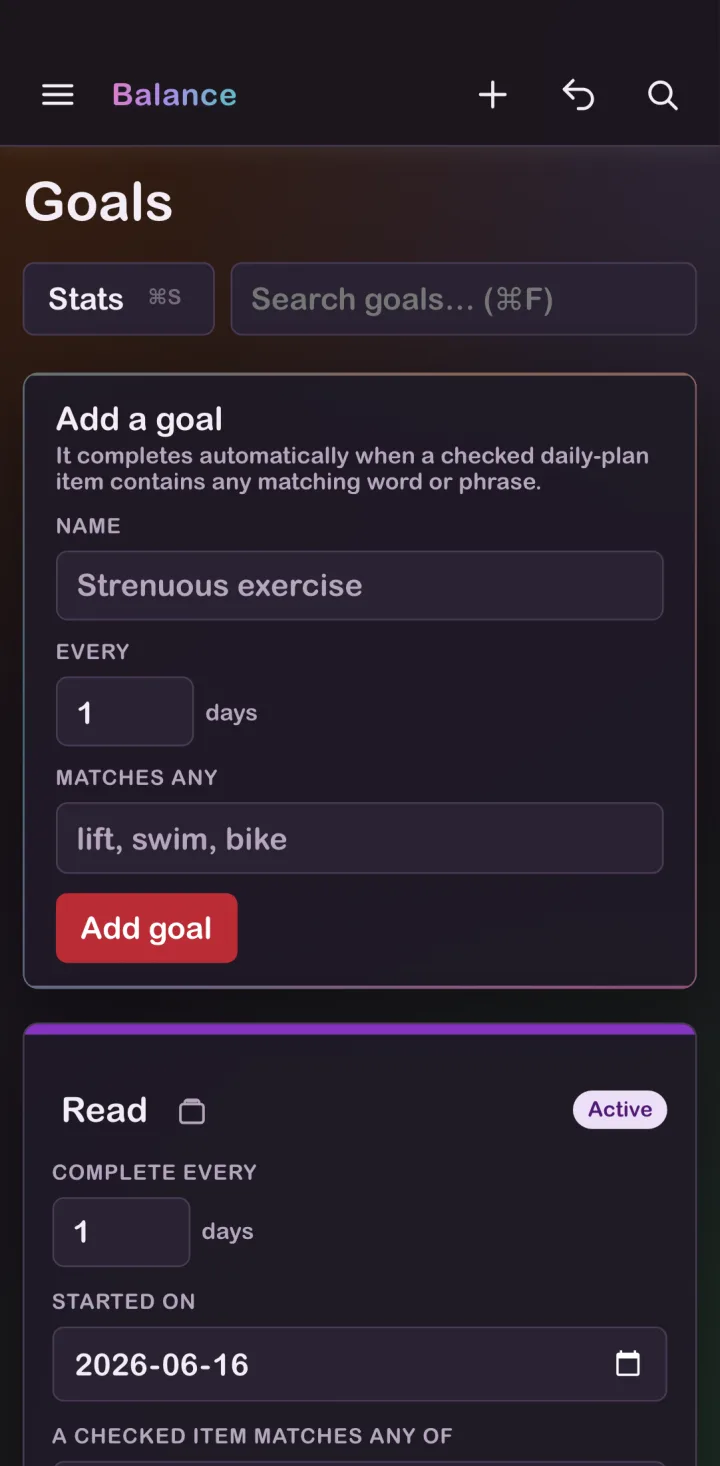 Balance
Goals
Stats ⌘S
Search goals... (⌘F)
Add a goal
It completes automatically when a checked daily-plan
item contains any matching word or phrase.
NAME
Strenuous exercise
EVERY
1 days
MATCHES ANY
lift, swim, bike
Add goal
Read
Active
COMPLETE EVERY
1 days
STARTED ON
2026-06-16
A CHECKED ITEM MATCHES ANY OF